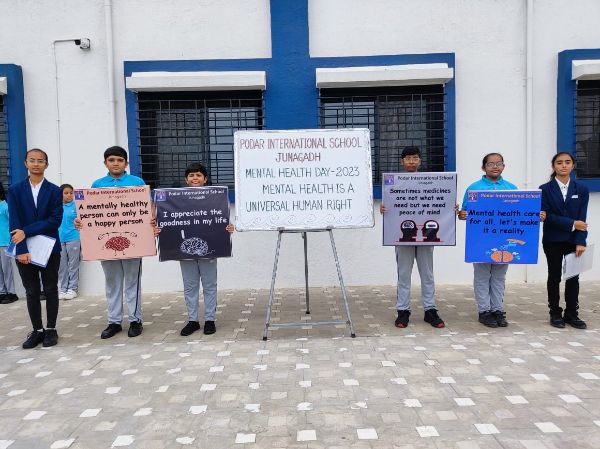 Podar International School
Junagadh
A mentally healthy
person can only be
a happy person.
Podar International School
Junagadh
I appreciate the
goodness in my life
PODAR INTERNATIONAL SCHOOL
JUNAGADH
MENTAL HEALTH DAY-2023
MENTAL HEALTH IS A
UNIVERSAL HUMAN RIGHT
Podar International School
Junagadh
Sometimes medicines are
not what we
need but we need
peace of mind
Podar International School
Junagadh
Mental health care
for all, let's make
it a reality